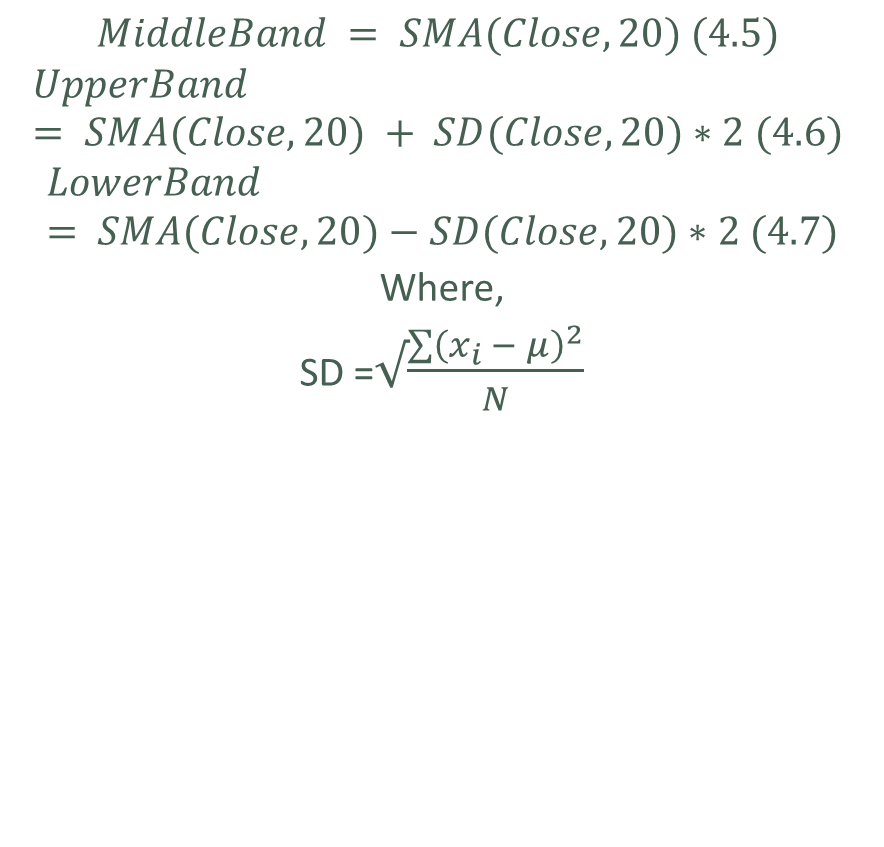 MiddleBand = SMA(Close, 20) (4.5)
UpperBand
= SMA(Close, 20) + SD(Close, 20) * 2 (4.6)
LowerBand
= SMA(Close, 20) − SD(Close, 20) * 2 (4.7)
Where,
SD =√∑(xᵢ − μ)²/N